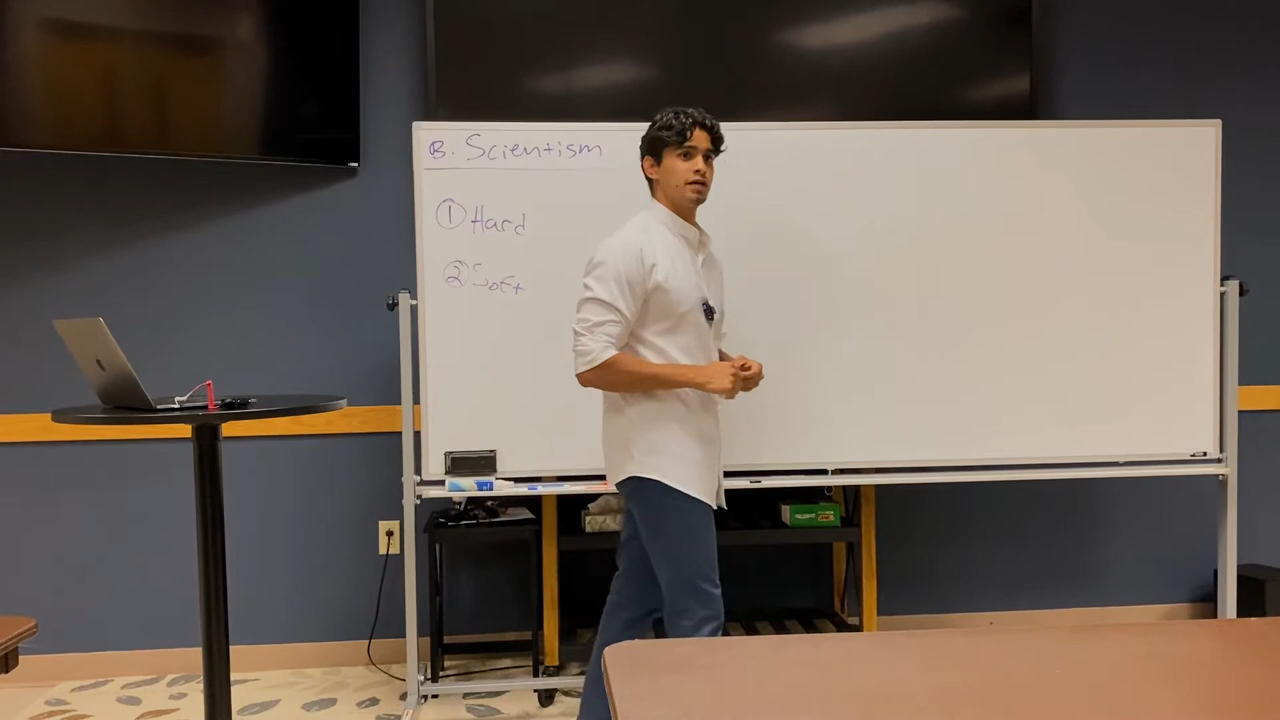 B. Scientism
① Hard
② Soft